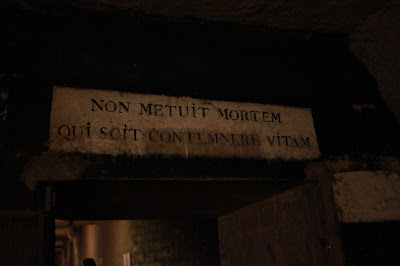 NON METUIT MORTEM
QUI SCIT CONTEMNERE VITAM